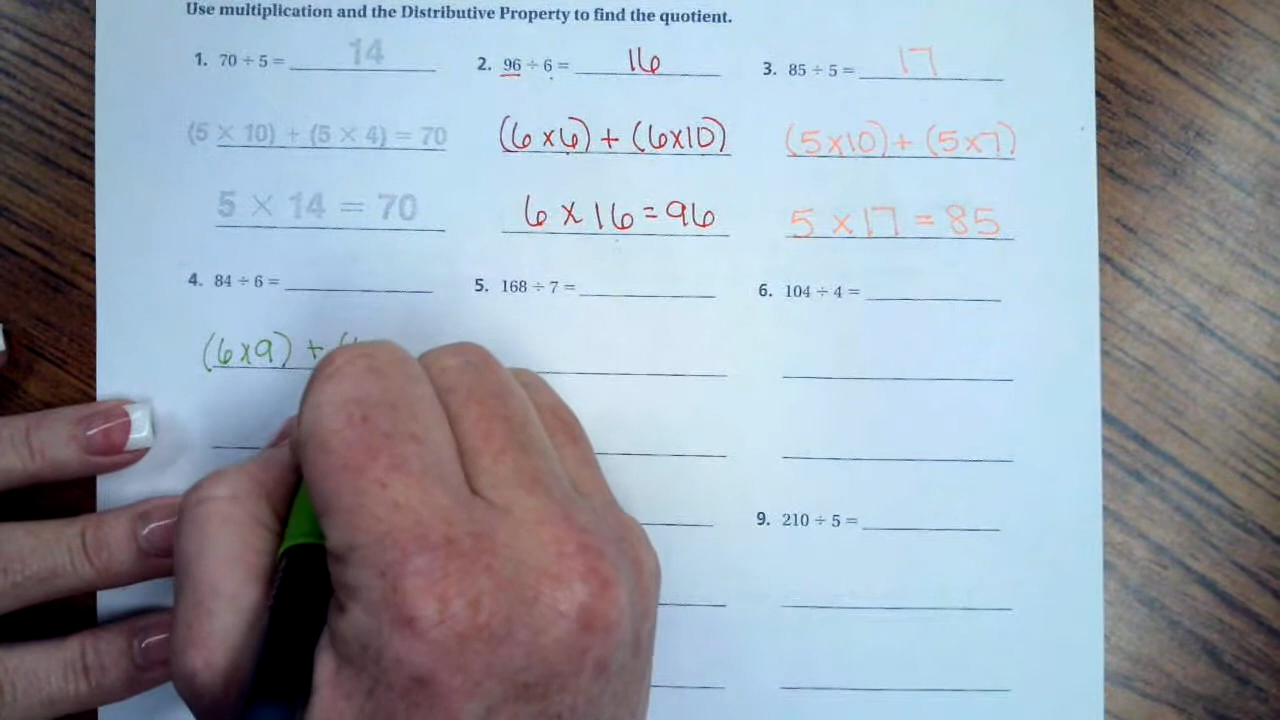 Use multiplication and the Distributive Property to find the quotient.
1. 70 ÷ 5 = 14
2. 96 ÷ 6 = 16
3. 85 ÷ 5 = 17
(5 × 10) + (5 × 4) = 70
(6 x 6) + (6x10)
(5x10) + (5x7)
5 × 14 = 70
6 x 16 = 96
5 x 17 = 85
4. 84 ÷ 6 =
5. 168 ÷ 7 =
6. 104 ÷ 4 =
(6x9) + (
9. 210 ÷ 5 =